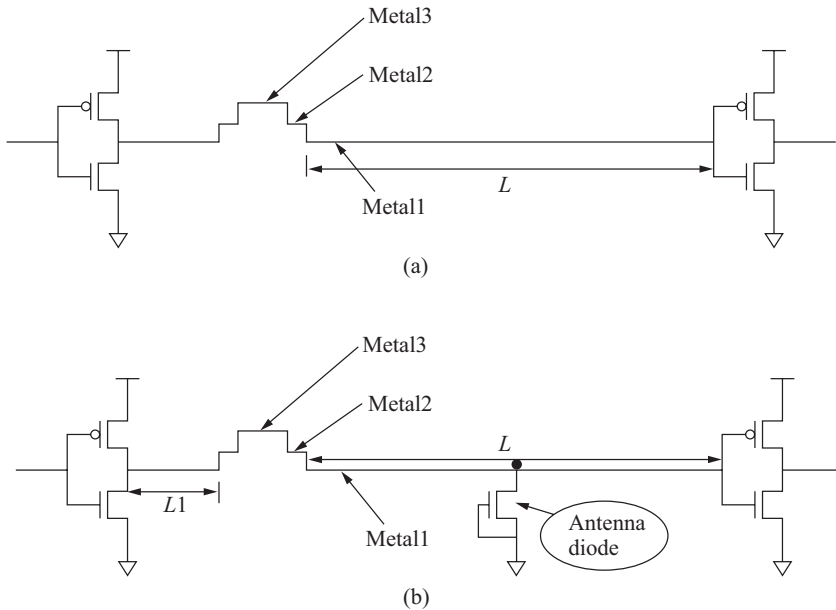 Metal3
Metal2
L
Metal1
(a)
Metal3
Metal2
L
L1
Metal1
Antenna
diode
(b)